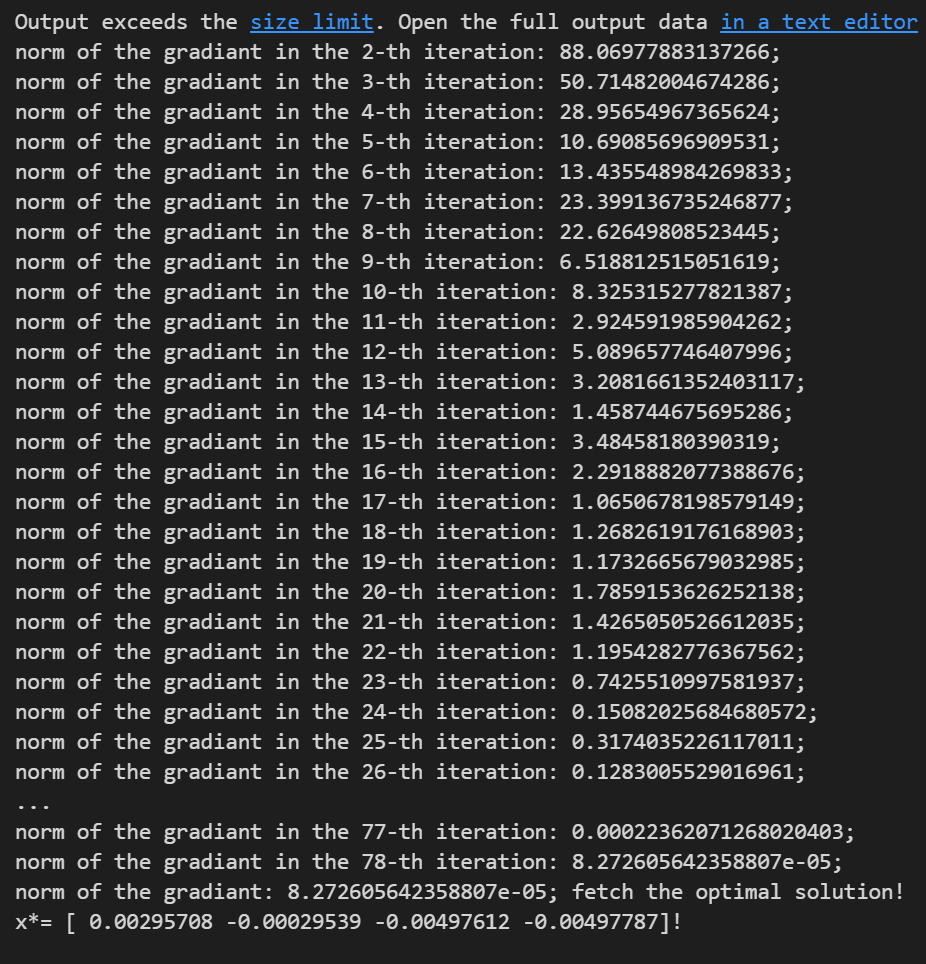 Output exceeds the size limit. Open the full output data in a text editor
norm of the gradiant in the 2-th iteration: 88.06977883137266;
norm of the gradiant in the 3-th iteration: 50.71482004674286;
norm of the gradiant in the 4-th iteration: 28.95654967365624;
norm of the gradiant in the 5-th iteration: 10.69085696909531;
norm of the gradiant in the 6-th iteration: 13.435548984269833;
norm of the gradiant in the 7-th iteration: 23.399136735246877;
norm of the gradiant in the 8-th iteration: 22.62649808523445;
norm of the gradiant in the 9-th iteration: 6.518812515051619;
norm of the gradiant in the 10-th iteration: 8.325315277821387;
norm of the gradiant in the 11-th iteration: 2.924591985904262;
norm of the gradiant in the 12-th iteration: 5.089657746407996;
norm of the gradiant in the 13-th iteration: 3.2081661352403117;
norm of the gradiant in the 14-th iteration: 1.458744675695286;
norm of the gradiant in the 15-th iteration: 3.48458180390319;
norm of the gradiant in the 16-th iteration: 2.2918882077388676;
norm of the gradiant in the 17-th iteration: 1.0650678198579149;
norm of the gradiant in the 18-th iteration: 1.2682619176168903;
norm of the gradiant in the 19-th iteration: 1.1732665679032985;
norm of the gradiant in the 20-th iteration: 1.7859153626252138;
norm of the gradiant in the 21-th iteration: 1.4265050526612035;
norm of the gradiant in the 22-th iteration: 1.1954282776367562;
norm of the gradiant in the 23-th iteration: 0.7425510997581937;
norm of the gradiant in the 24-th iteration: 0.15082025684680572;
norm of the gradiant in the 25-th iteration: 0.3174035226117011;
norm of the gradiant in the 26-th iteration: 0.1283005529016961;
...
norm of the gradiant in the 77-th iteration: 0.00022362071268020403;
norm of the gradiant in the 78-th iteration: 8.272605642358807e-05;
norm of the gradiant: 8.272605642358807e-05; fetch the optimal solution!
x*= [ 0.00295708 -0.00029539 -0.00497612 -0.00497787]!